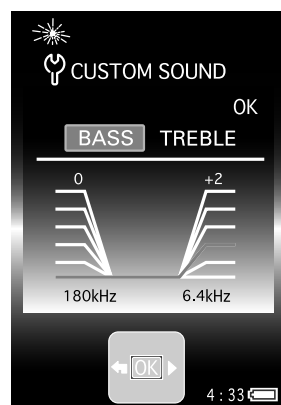 CUSTOM SOUND
OK
BASS TREBLE
0 +2
180kHz 6.4kHz
OK
4:33